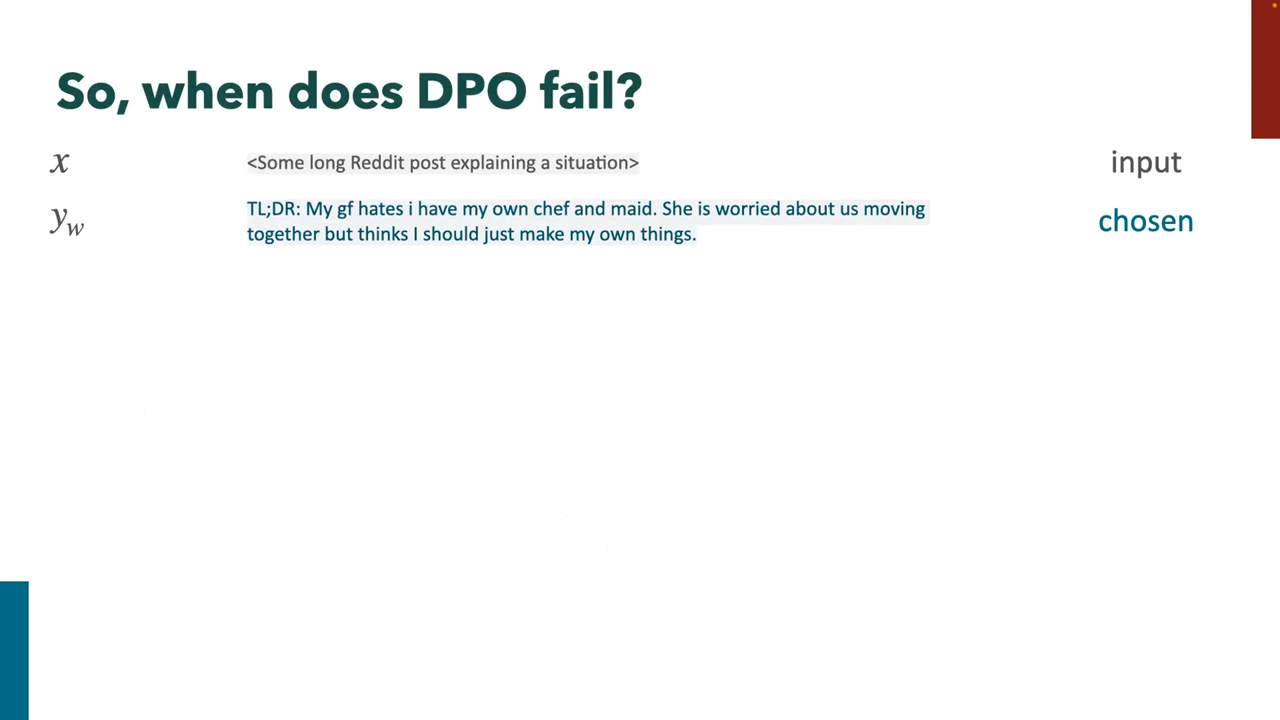 So, when does DPO fail?
x <Some long Reddit post explaining a situation> input
y_w TL;DR: My gf hates i have my own chef and maid. She is worried about us moving chosen
together but thinks I should just make my own things.